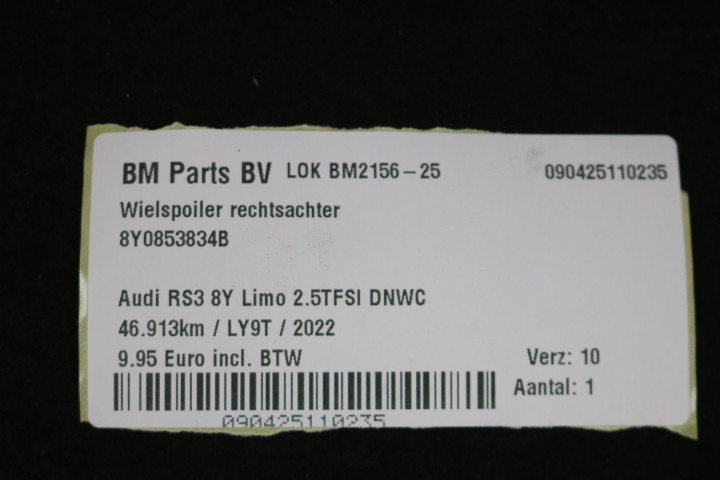 BM Parts BV LOK BM2156-25 090425110235
Wielspoiler rechtsachter
8Y0853834B
Audi RS3 8Y Limo 2.5TFSI DNWC
46.913km / LY9T / 2022
9.95 Euro incl. BTW Verz: 10
Aantal: 1
090425110235